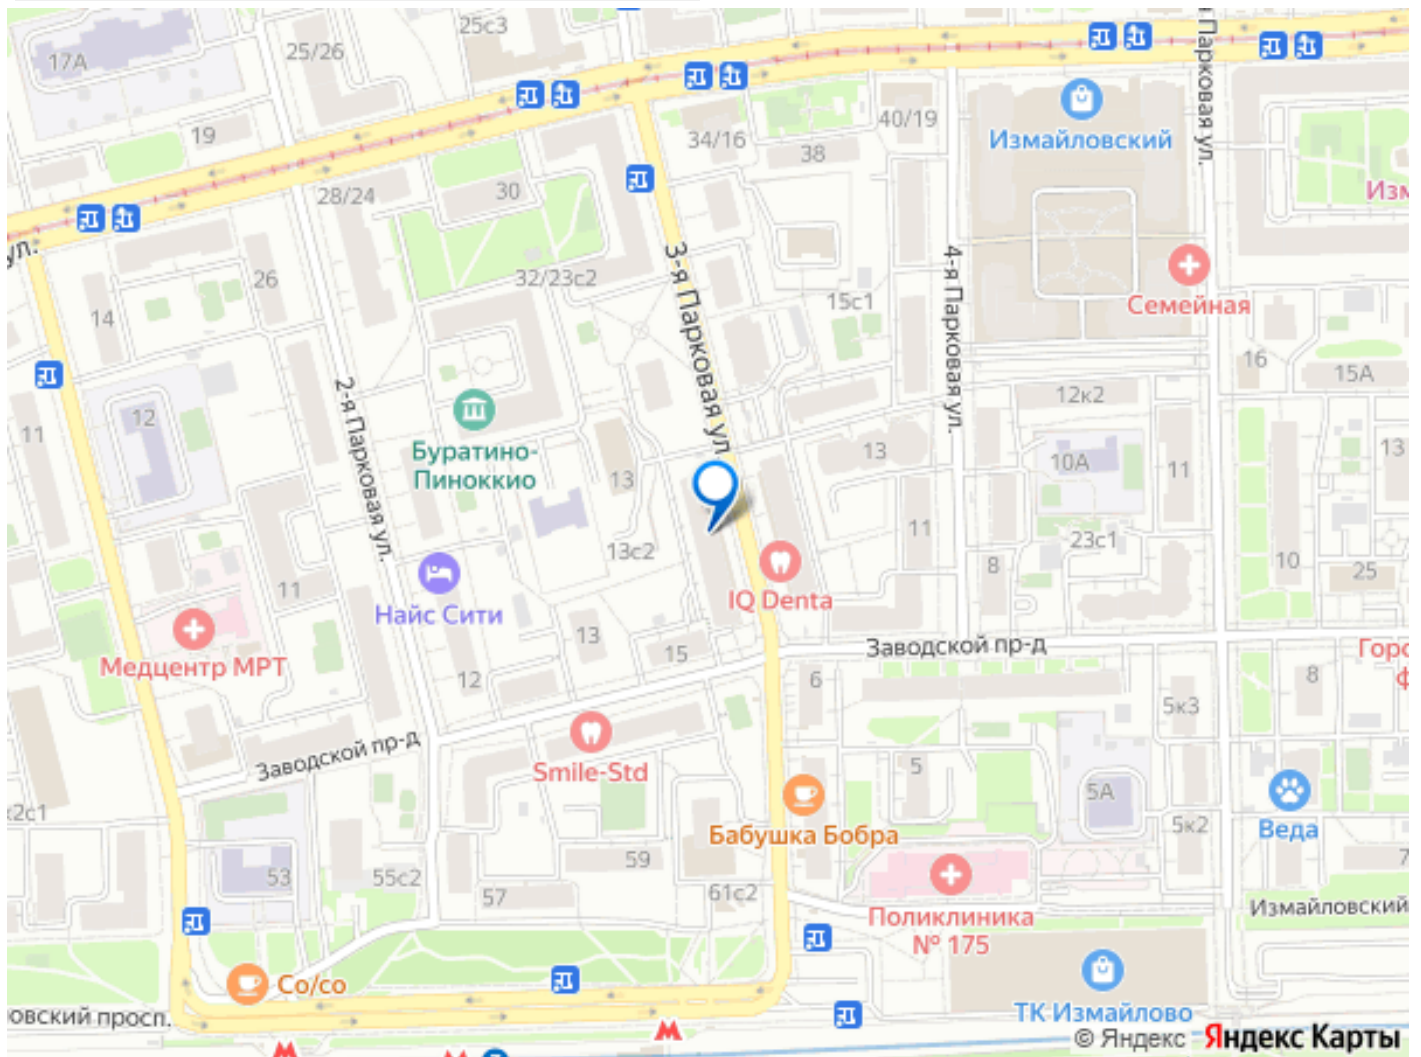 25с3
17А
25/26
Измайловский
Парковая ул.
19
34/16
38
40/19
28/24
30
ул.
26
32/23с2
3-я Парковая ул.
4-я Парковая ул.
15с1
Семейная
14
16
15А
2-я Парковая ул.
12
11
Буратино-
Пиноккио
13
13
12к2
10А
11
13
13с2
11
23с1
8
10
25
IQ Denta
Найс Сити
11
Медцентр МРТ
13
15
12
Заводской пр-д
6
8
5к3
Smile-Std
Заводской пр-д
5
5А
5к2
Веда
Бабушка Бобра
59
53
55с2
57
61с2
Поликлиника
№ 175
Измайловский
Co/co
ТК Измайлово
овский просп.
© Яндекс Яндекс Карты